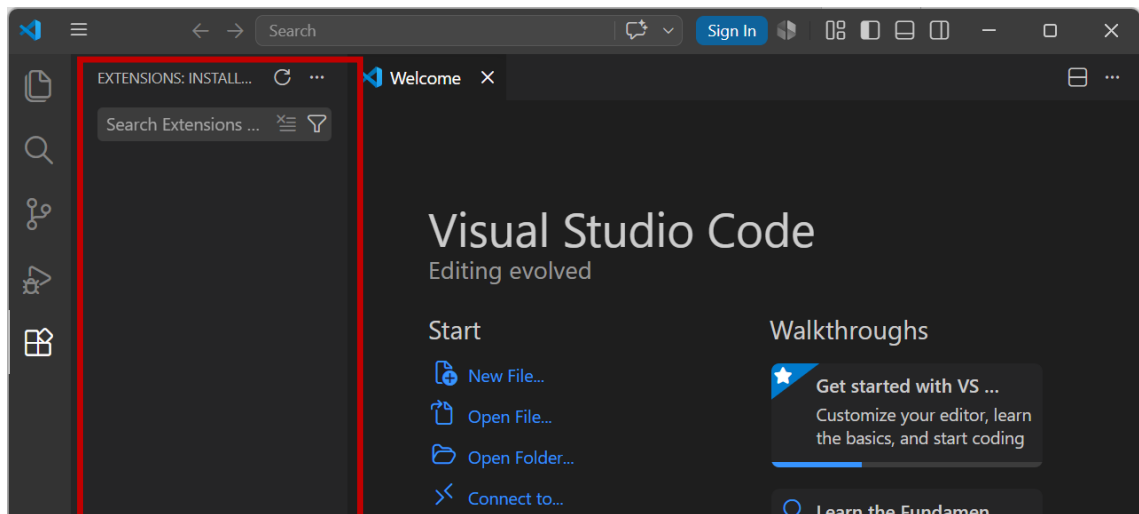 Search
Sign In
EXTENSIONS: INSTALL...
Welcome
Search Extensions ...
Visual Studio Code
Editing evolved
Start
New File...
Open File...
Open Folder...
Connect to...
Walkthroughs
Get started with VS ...
Customize your editor, learn
the basics, and start coding
Learn the Fundamen